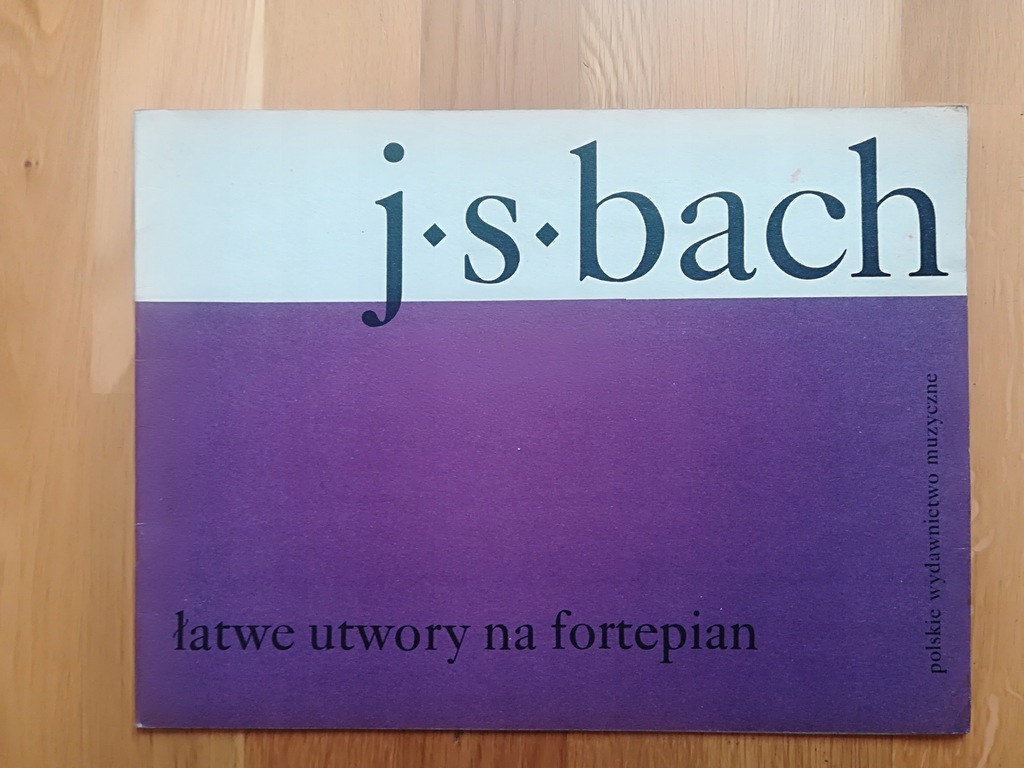 j·s·bach
łatwe utwory na fortepian
polskie wydawnictwo muzyczne